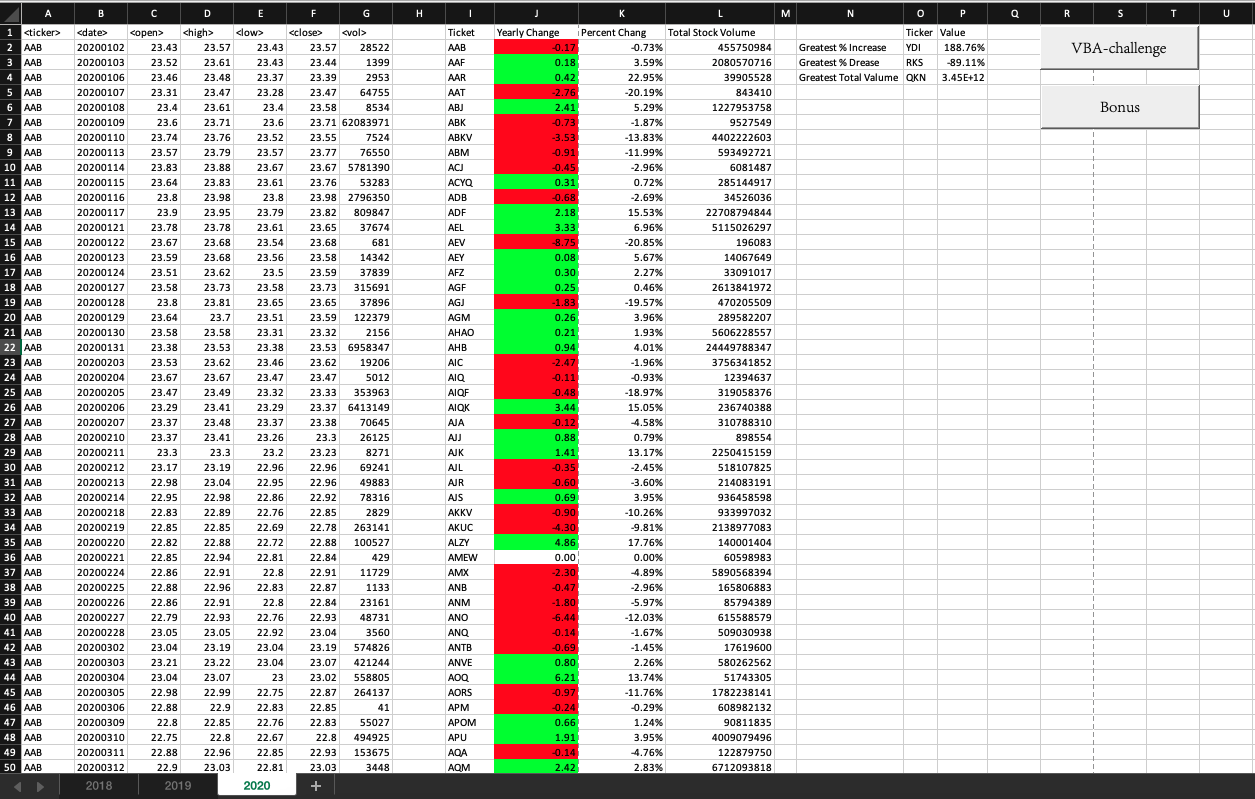 A B C D E F G H I J K L M N O P Q R S T U
1 <ticker> <date> <open> <high> <low> <close> <vol> Ticket Yearly Change Percent Chang Total Stock Volume Ticker Value VBA-challenge
2 AAB 20200102 23.43 23.57 23.43 23.57 28522 AAB -0.17 -0.73% 455750984 Greatest % Increase YDI 188.76%
3 AAB 20200103 23.52 23.61 23.43 23.44 1399 AAF 0.18 3.59% 2080570716 Greatest % Drease RKS -89.11%
4 AAB 20200106 23.46 23.48 23.37 23.39 2953 AAR 0.42 22.95% 39905528 Greatest Total Valume QKN 3.45E+12
5 AAB 20200107 23.31 23.47 23.28 23.47 64755 AAT -2.76 -20.19% 843410
6 AAB 20200108 23.4 23.61 23.4 23.58 8534 ABJ 2.41 5.29% 1227953758 Bonus
7 AAB 20200109 23.6 23.71 23.6 23.71 62083971 ABK -0.73 -1.87% 9527549
8 AAB 20200110 23.74 23.76 23.52 23.55 7524 ABKV -3.53 -13.83% 4402222603
9 AAB 20200113 23.57 23.79 23.57 23.77 76550 ABM -0.91 -11.99% 593492721
10 AAB 20200114 23.83 23.88 23.67 23.67 5781390 ACJ -0.45 -2.96% 6081487
11 AAB 20200115 23.64 23.83 23.61 23.76 53283 ACYQ 0.31 0.72% 285144917
12 AAB 20200116 23.8 23.98 23.8 23.98 2796350 ADB -0.68 -2.69% 34526036
13 AAB 20200117 23.9 23.95 23.79 23.82 809847 ADF 2.18 15.53% 22708794844
14 AAB 20200121 23.78 23.78 23.61 23.65 37674 AEL 3.33 6.96% 5115026297
15 AAB 20200122 23.67 23.68 23.54 23.68 681 AEV -8.75 -20.85% 196083
16 AAB 20200123 23.59 23.68 23.56 23.58 14342 AEY 0.08 5.67% 14067649
17 AAB 20200124 23.51 23.62 23.5 23.59 37839 AFZ 0.30 2.27% 33091017
18 AAB 20200127 23.58 23.73 23.58 23.73 315691 AGF 0.25 0.46% 2613841972
19 AAB 20200128 23.8 23.81 23.65 23.65 37896 AGJ -1.83 -19.57% 470205509
20 AAB 20200129 23.64 23.7 23.51 23.59 122379 AGM 0.26 3.96% 289582207
21 AAB 20200130 23.58 23.58 23.31 23.32 2156 AHAO 0.21 1.93% 5606228557
22 AAB 20200131 23.38 23.53 23.38 23.53 6958347 AHB 0.94 4.01% 24449788347
23 AAB 20200203 23.53 23.62 23.46 23.62 19206 AIC -2.47 -1.96% 3756341852
24 AAB 20200204 23.67 23.67 23.47 23.47 5012 AIQ -0.11 -0.93% 12394637
25 AAB 20200205 23.47 23.49 23.32 23.33 353963 AIQF -0.48 -18.97% 319058376
26 AAB 20200206 23.29 23.41 23.29 23.37 6413149 AIQK 3.44 15.05% 236740388
27 AAB 20200207 23.37 23.48 23.37 23.38 70645 AJA -0.12 -4.58% 310788310
28 AAB 20200210 23.37 23.41 23.26 23.3 26125 AJJ 0.88 0.79% 898554
29 AAB 20200211 23.3 23.3 23.2 23.23 8271 AJK 1.41 13.17% 2250415159
30 AAB 20200212 23.17 23.19 22.96 22.96 69241 AJL -0.35 -2.45% 518107825
31 AAB 20200213 22.98 23.04 22.95 22.96 49883 AJR -0.60 -3.60% 214083191
32 AAB 20200214 22.95 22.98 22.86 22.92 78316 AJS 0.69 3.95% 936458598
33 AAB 20200218 22.83 22.89 22.76 22.85 2829 AKKV -0.90 -10.26% 933997032
34 AAB 20200219 22.85 22.85 22.69 22.78 263141 AKUC -4.30 -9.81% 2138977083
35 AAB 20200220 22.82 22.88 22.72 22.88 100527 ALZY 4.86 17.76% 140001404
36 AAB 20200221 22.85 22.94 22.81 22.84 429 AMEW 0.00 0.00% 60598983
37 AAB 20200224 22.86 22.91 22.8 22.91 11729 AMX -2.30 -4.89% 5890568394
38 AAB 20200225 22.88 22.96 22.83 22.87 1133 ANB -0.47 -2.96% 165806883
39 AAB 20200226 22.86 22.91 22.8 22.84 23161 ANM -1.80 -5.97% 85794389
40 AAB 20200227 22.79 22.93 22.76 22.93 48731 ANO -6.44 -12.03% 615588579
41 AAB 20200228 23.05 23.05 22.92 23.04 3560 ANQ -0.14 -1.67% 509030938
42 AAB 20200302 23.04 23.19 23.04 23.19 574826 ANTB -0.69 -1.45% 17619600
43 AAB 20200303 23.21 23.22 23.04 23.07 421244 ANVE 0.80 2.26% 580262562
44 AAB 20200304 23.04 23.07 23 23.02 558805 AOQ 6.21 13.74% 51743305
45 AAB 20200305 22.98 22.99 22.75 22.87 264137 AORS -0.97 -11.76% 1782238141
46 AAB 20200306 22.88 22.9 22.83 22.85 41 APM -0.24 -0.29% 608982132
47 AAB 20200309 22.8 22.85 22.76 22.83 55027 APOM 0.66 1.24% 90811835
48 AAB 20200310 22.75 22.8 22.67 22.8 494925 APU 1.91 3.95% 4009079496
49 AAB 20200311 22.88 22.96 22.85 22.93 153675 AQA -0.14 -4.76% 122879750
50 AAB 20200312 22.9 23.03 22.81 23.03 3448 AQM 2.42 2.83% 6712093818
2018 2019 2020 +